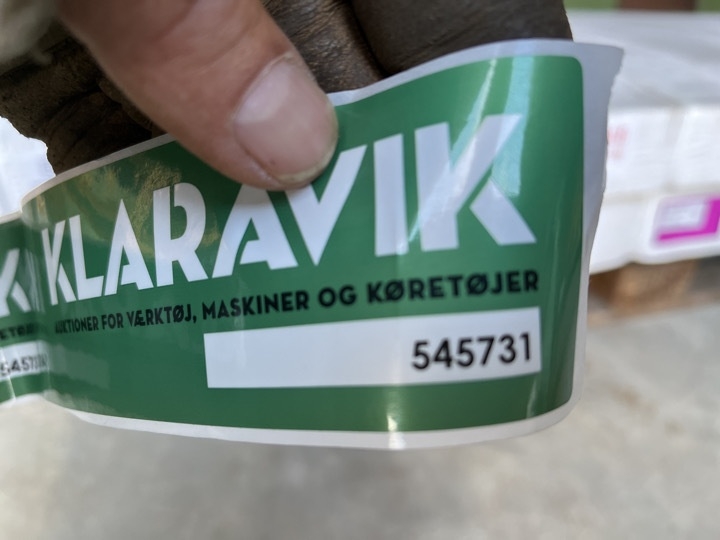 KLARAVIK
AUKTIONER FOR VÆRKTØJ, MASKINER OG KØRETØJER
545731